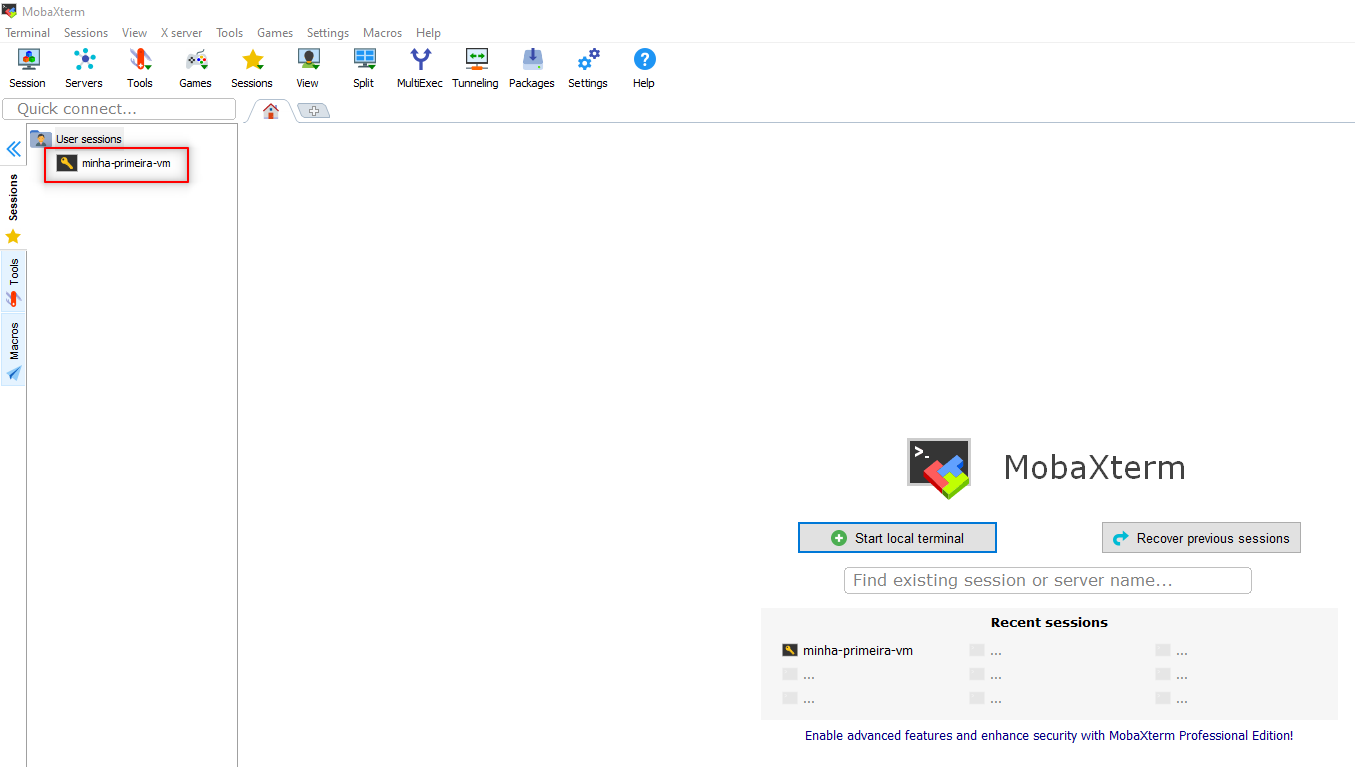 MobaXterm
Terminal Sessions View X server Tools Games Settings Macros Help
Session Servers Tools Games Sessions View Split MultiExec Tunneling Packages Settings Help
Quick connect...
User sessions
minha-primeira-vm
Sessions
Tools
Macros
>_
MobaXterm
Start local terminal Recover previous sessions
Find existing session or server name...
Recent sessions
minha-primeira-vm ... ...
... ... ...
... ... ...
Enable advanced features and enhance security with MobaXterm Professional Edition!